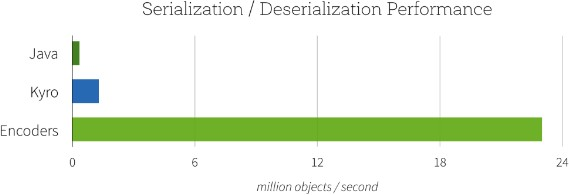 Serialization / Deserialization Performance
Java
Kyro
Encoders
0 6 12 18 24
million objects / second